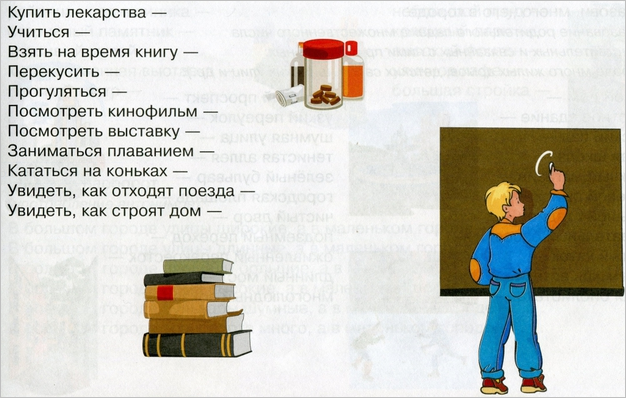 Купить лекарства —
Учиться —
Взять на время книгу —
Перекусить —
Прогуляться —
Посмотреть кинофильм —
Посмотреть выставку —
Заниматься плаванием —
Кататься на коньках —
Увидеть, как отходят поезда —
Увидеть, как строят дом —